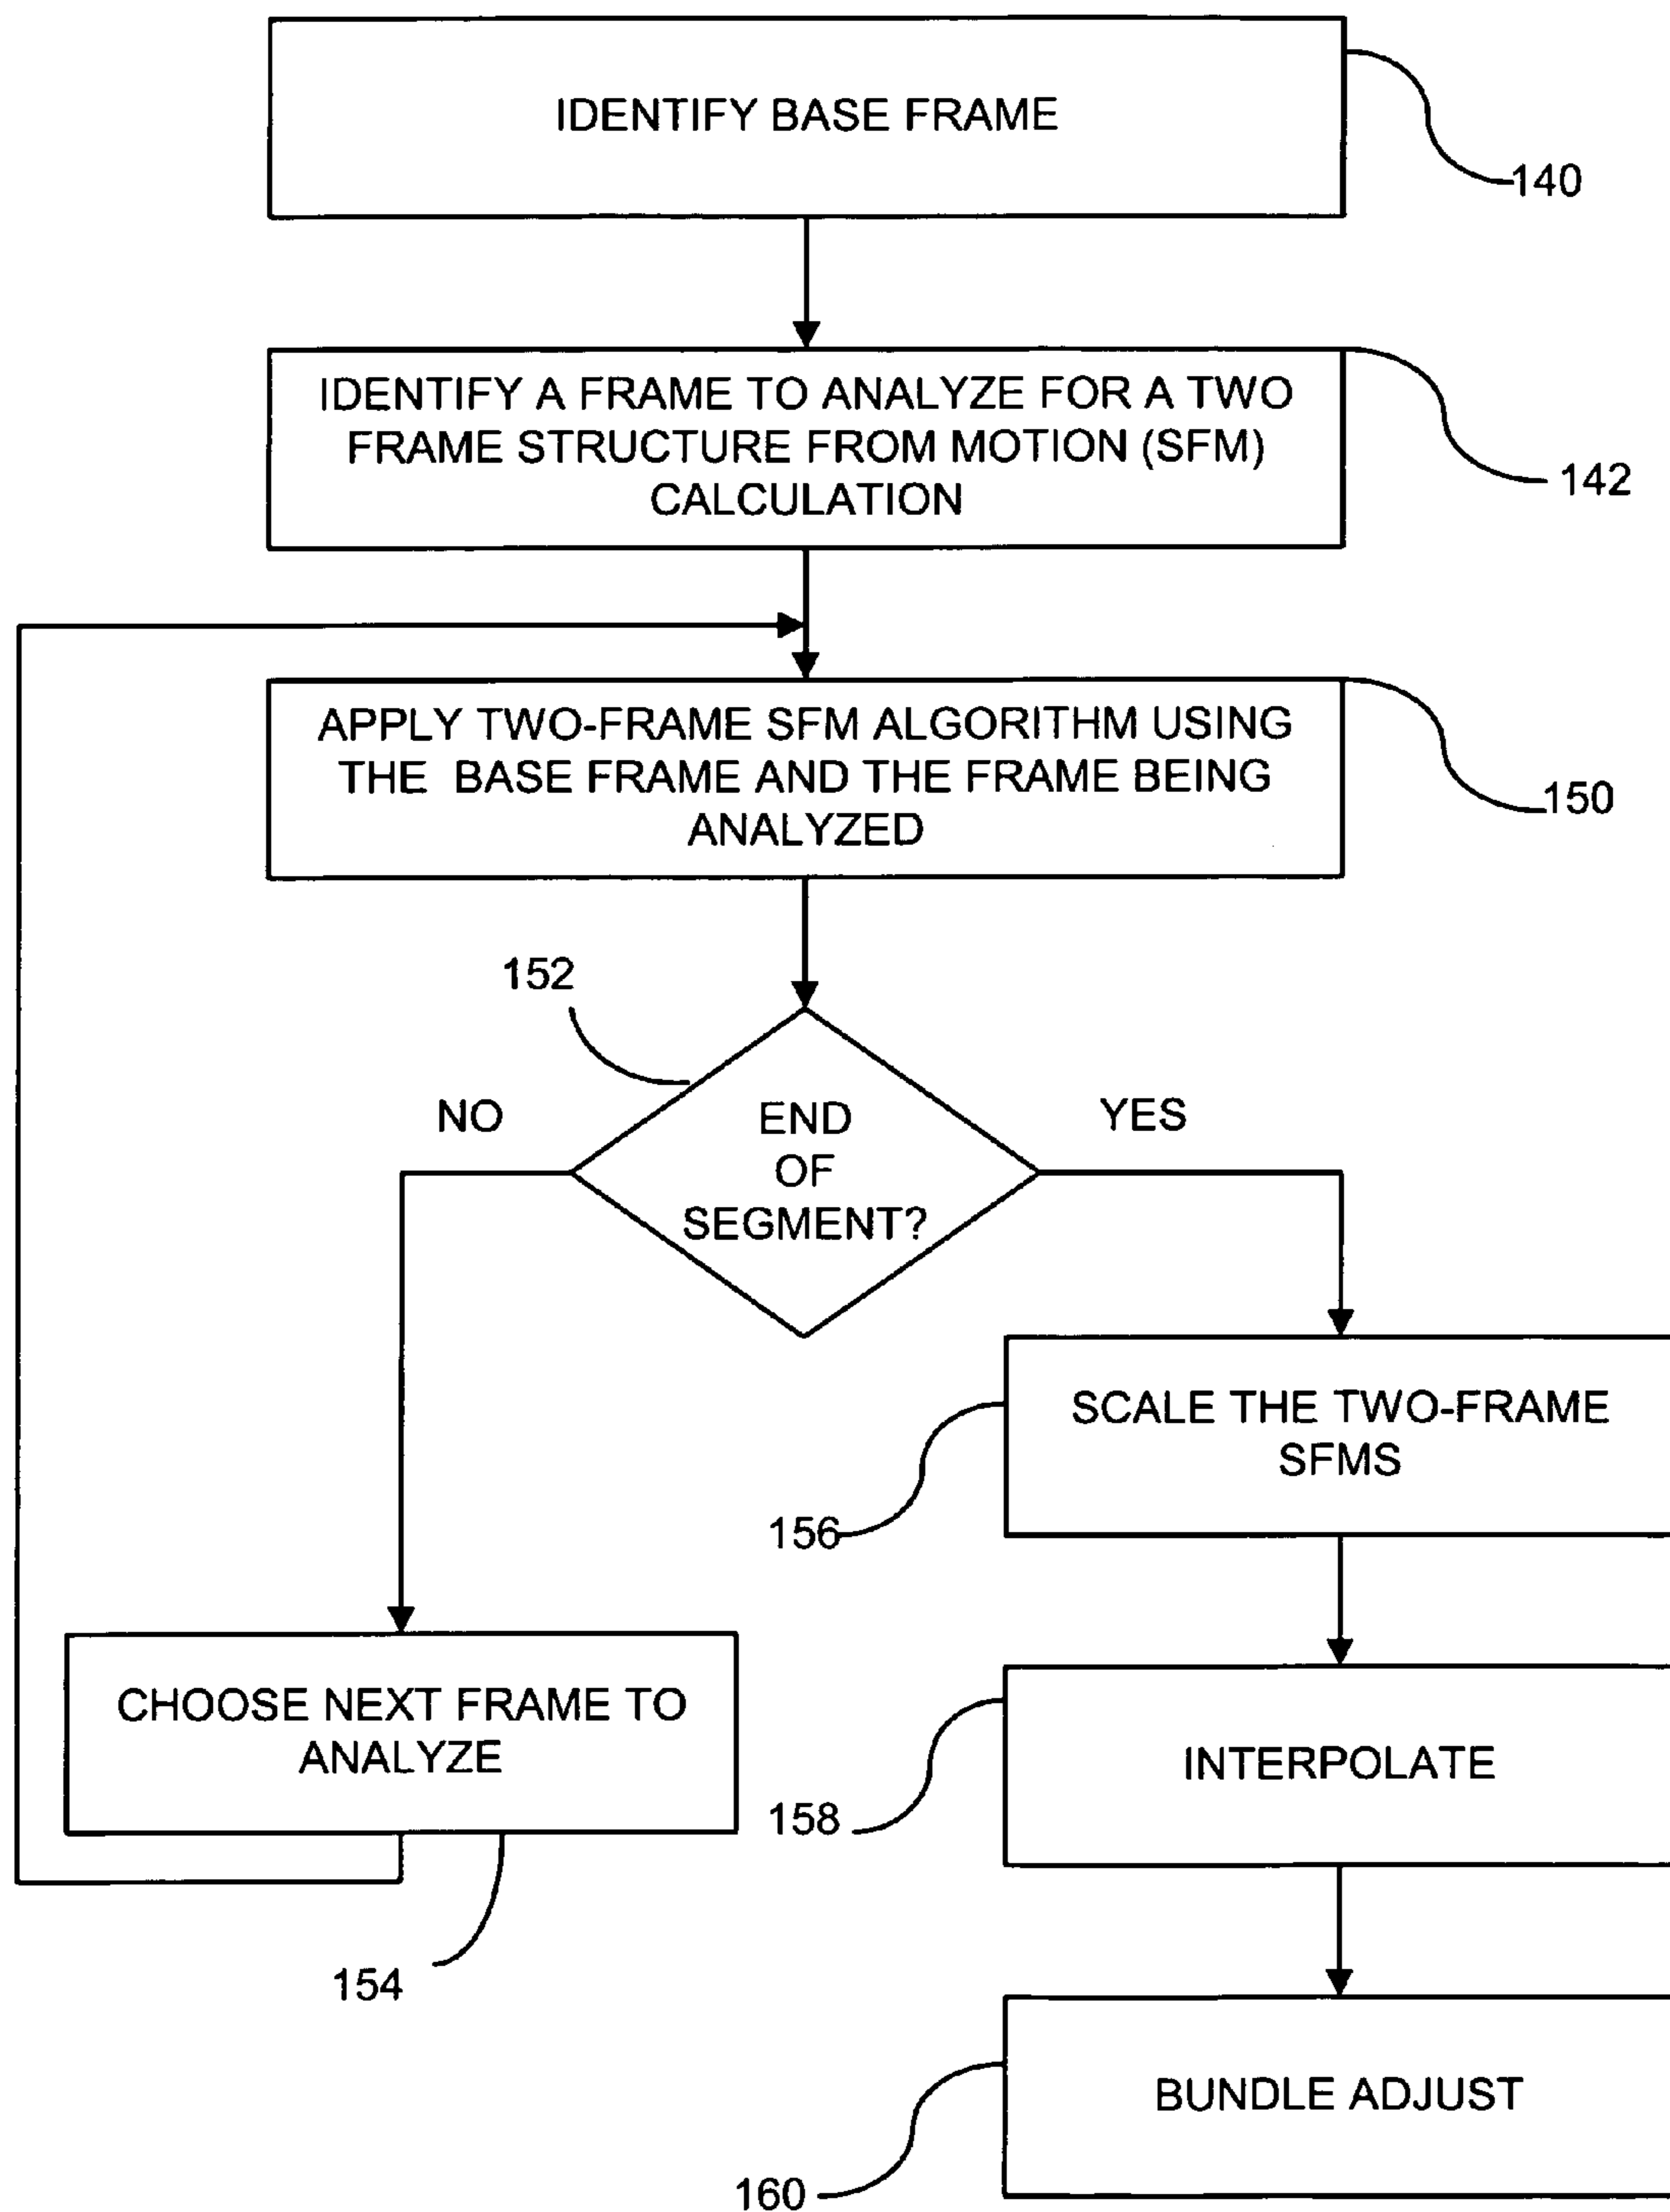 IDENTIFY BASE FRAME
140
IDENTIFY A FRAME TO ANALYZE FOR A TWO
FRAME STRUCTURE FROM MOTION (SFM)
CALCULATION
142
APPLY TWO-FRAME SFM ALGORITHM USING
THE BASE FRAME AND THE FRAME BEING
ANALYZED
150
152
NO
END
OF
SEGMENT?
YES
SCALE THE TWO-FRAME
SFMS
156
CHOOSE NEXT FRAME TO
ANALYZE
154
INTERPOLATE
158
BUNDLE ADJUST
160